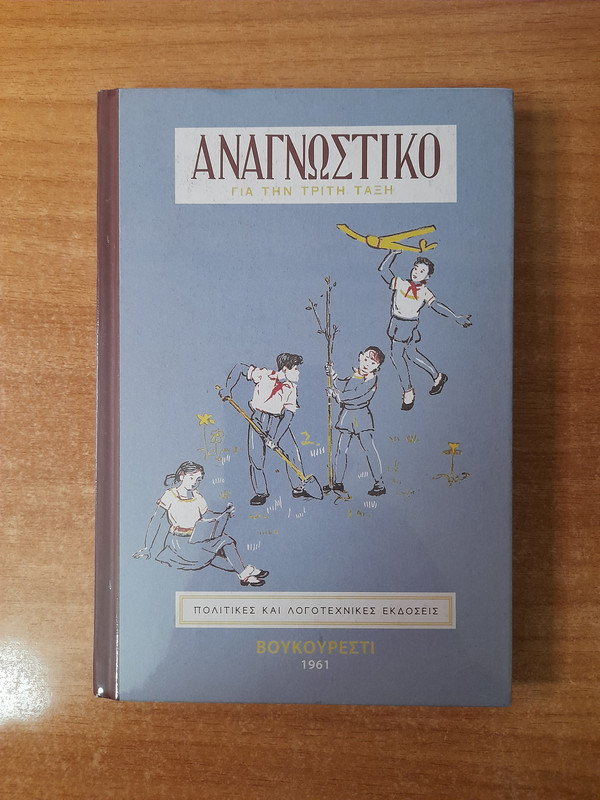 ΑΝΑΓΝΩΣΤΙΚΟ
ΓΙΑ ΤΗΝ ΤΡΙΤΗ ΤΑΞΗ
ΠΟΛΙΤΙΚΕΣ ΚΑΙ ΛΟΓΟΤΕΧΝΙΚΕΣ ΕΚΔΟΣΕΙΣ
ΒΟΥΚΟΥΡΕΣΤΙ
1961